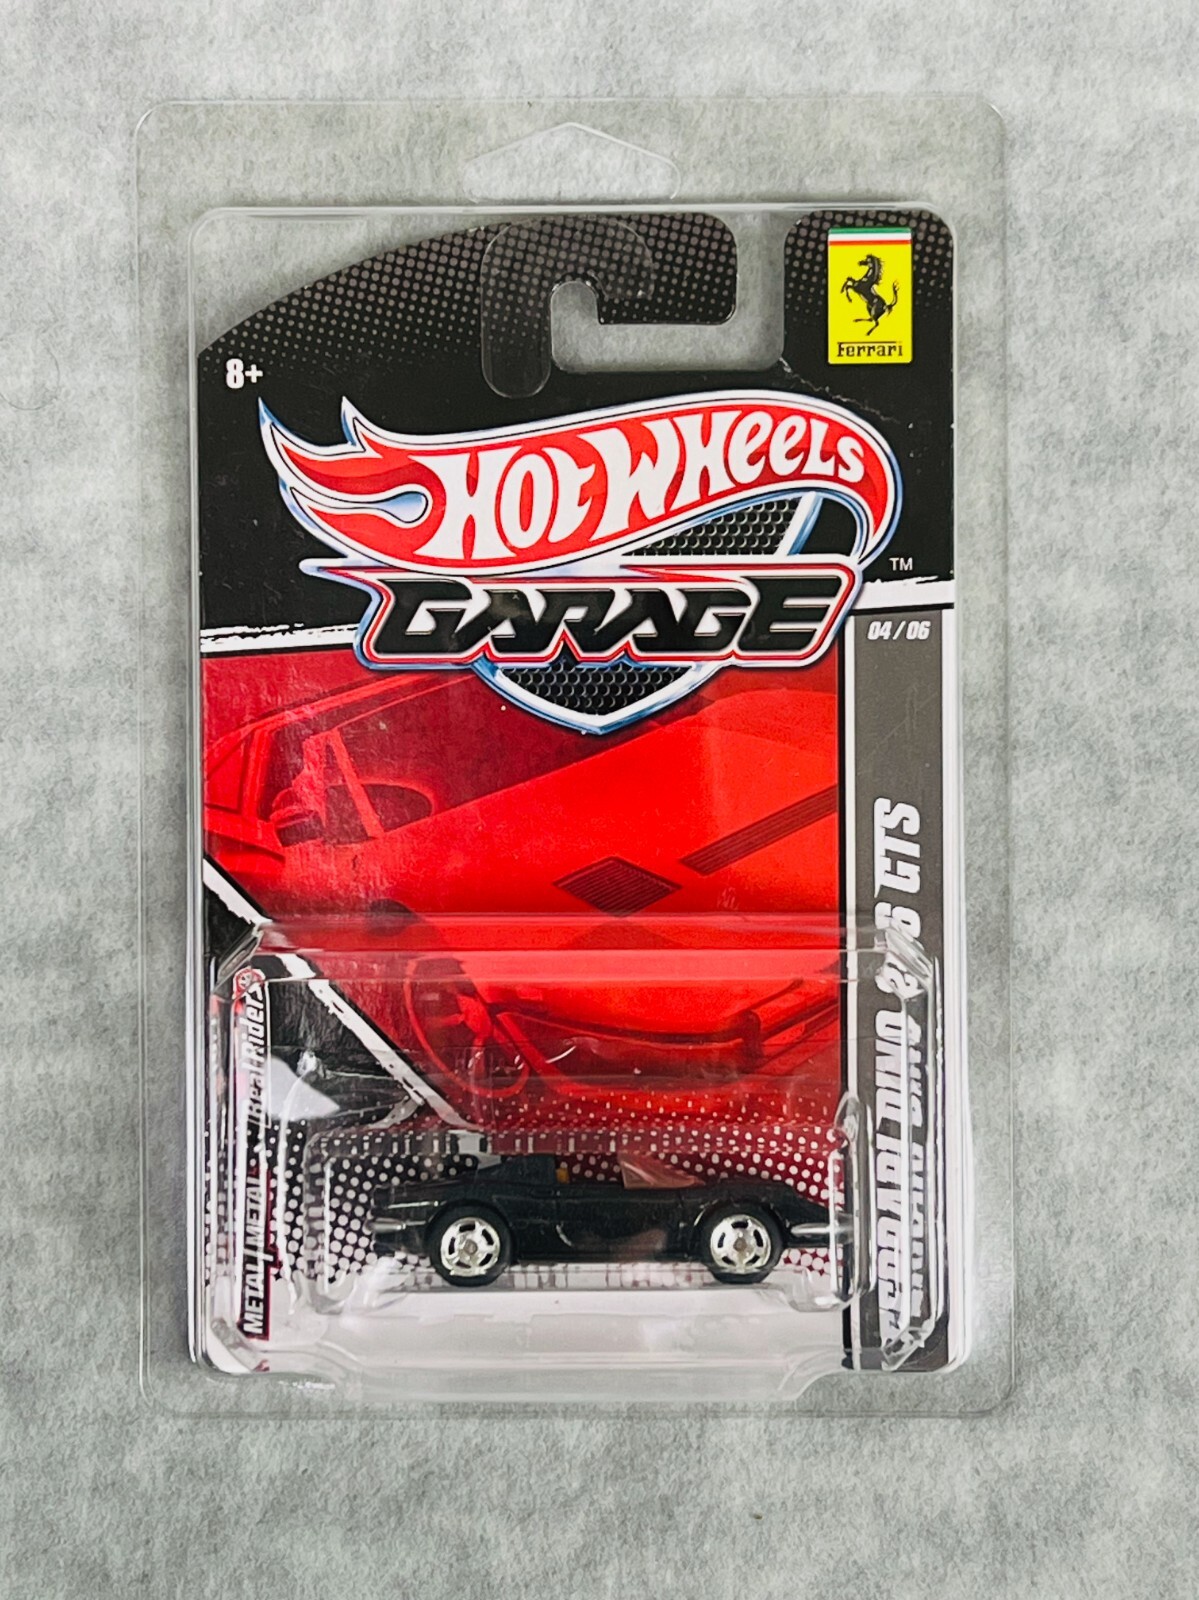 Ferrari
8+
HOT WHEELS
GARAGE
TM
04/06
FERRARI DINO 246 GTS
Real Riders
METAL/METAL